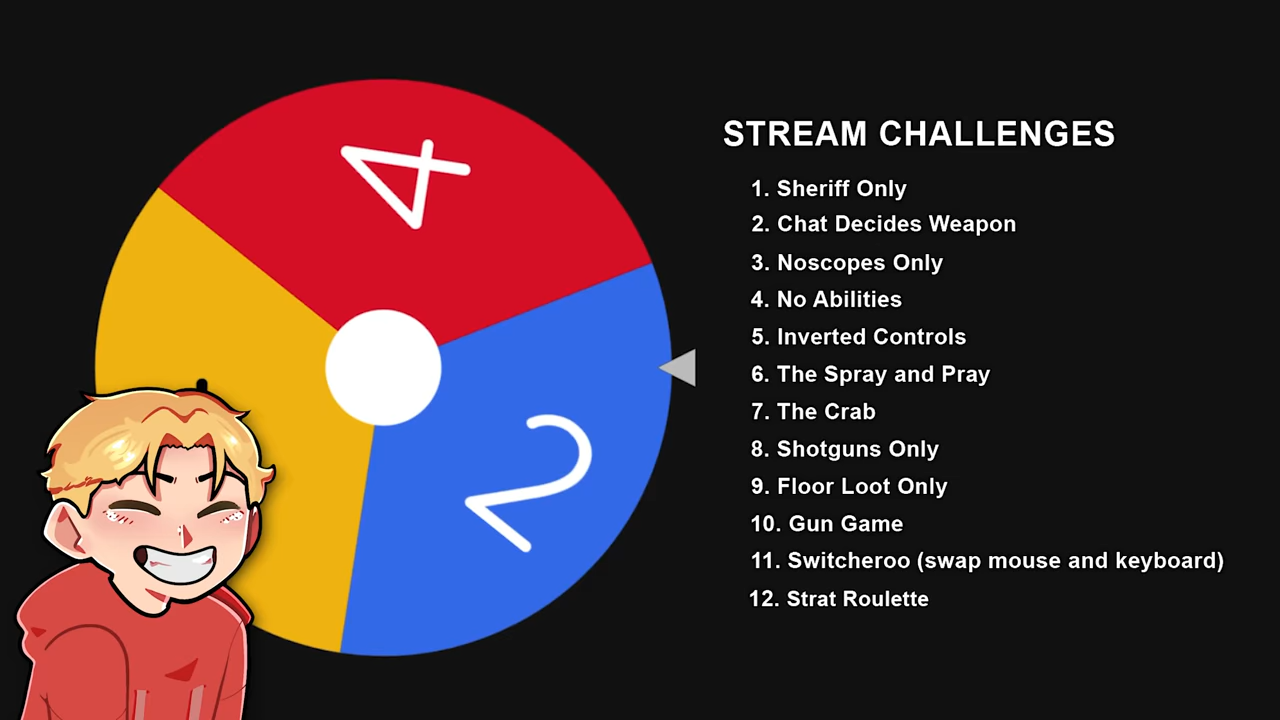 4
2
STREAM CHALLENGES
1. Sheriff Only
2. Chat Decides Weapon
3. Noscopes Only
4. No Abilities
5. Inverted Controls
6. The Spray and Pray
7. The Crab
8. Shotguns Only
9. Floor Loot Only
10. Gun Game
11. Switcheroo (swap mouse and keyboard)
12. Strat Roulette